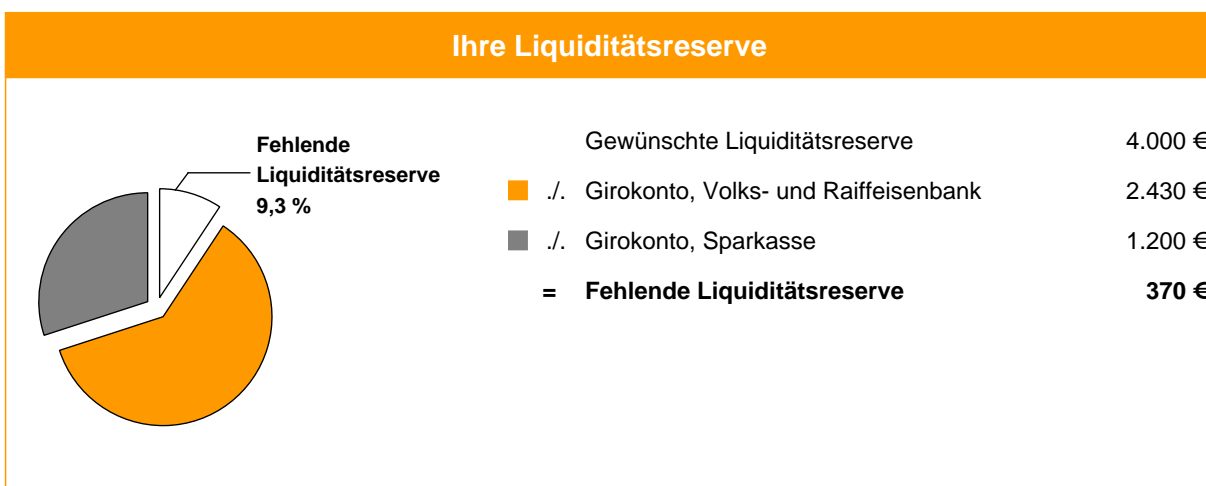 Ihre Liquiditätsreserve
Fehlende
Liquiditätsreserve
9,3 %
Gewünschte Liquiditätsreserve 4.000 €
./. Girokonto, Volks- und Raiffeisenbank 2.430 €
./. Girokonto, Sparkasse 1.200 €
= Fehlende Liquiditätsreserve 370 €